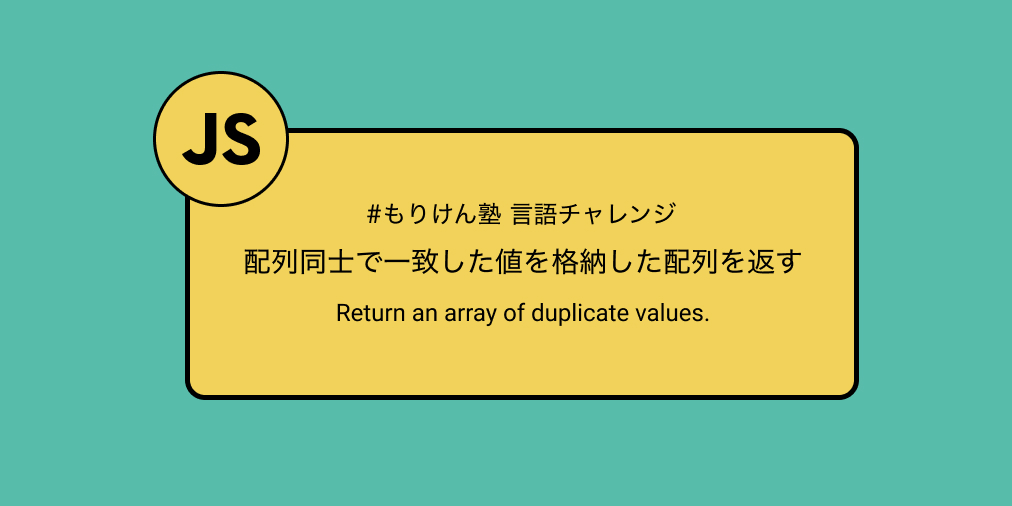 JS
#もりけん塾 言語チャレンジ
配列同士で一致した値を格納した配列を返す
Return an array of duplicate values.